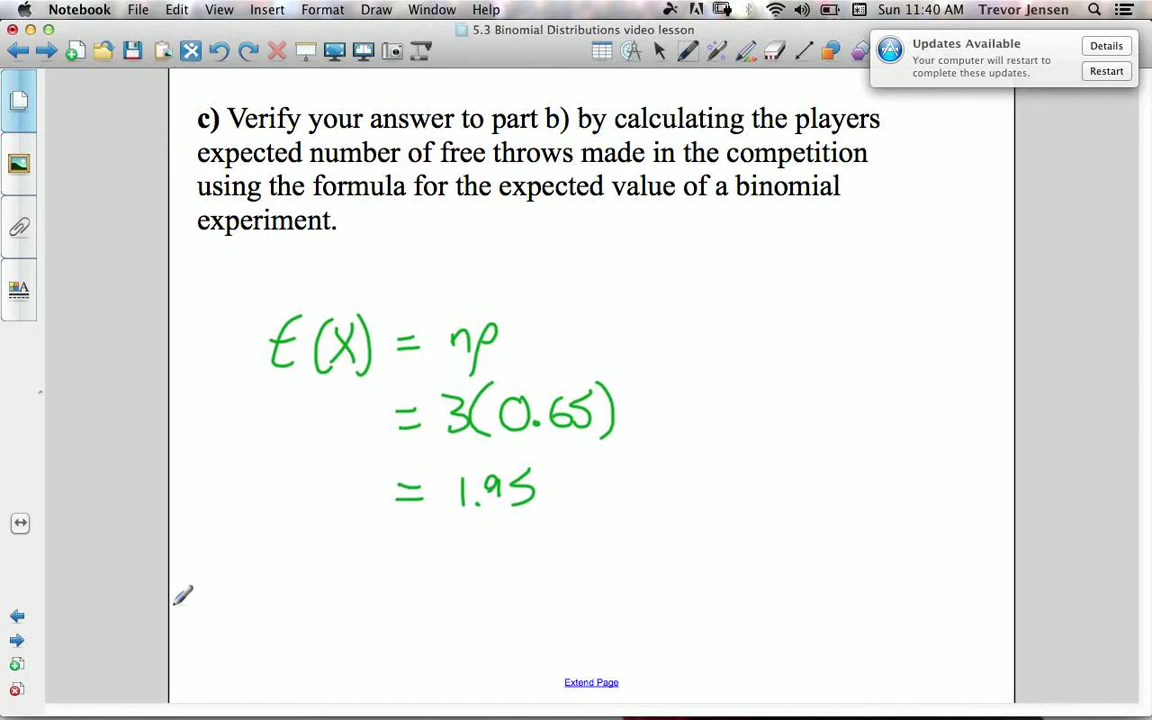 Notebook File Edit View Insert Format Draw Window Help Sun 11:40 AM Trevor Jensen
5.3 Binomial Distributions video lesson
Updates Available
Your computer will restart to
complete these updates.
Details
Restart
c) Verify your answer to part b) by calculating the players
expected number of free throws made in the competition
using the formula for the expected value of a binomial
experiment.
E(X) = np
= 3(0.65)
= 1.95
Extend Page